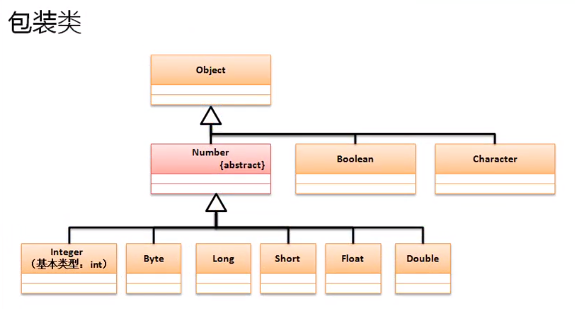 包装类
Object
Number
{abstract}
Boolean
Character
Integer
（基本类型：int）
Byte
Long
Short
Float
Double